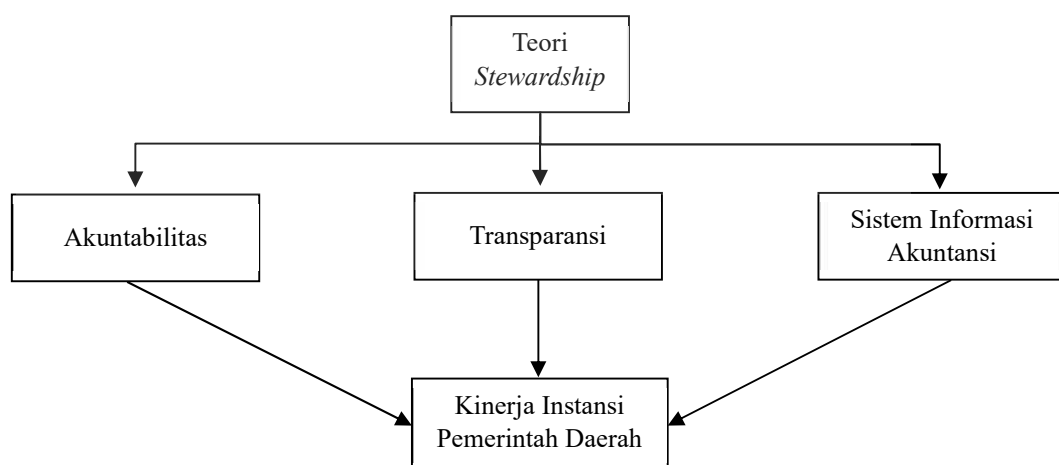 Teori
Stewardship
Akuntabilitas
Transparansi
Sistem Informasi
Akuntansi
Kinerja Instansi
Pemerintah Daerah